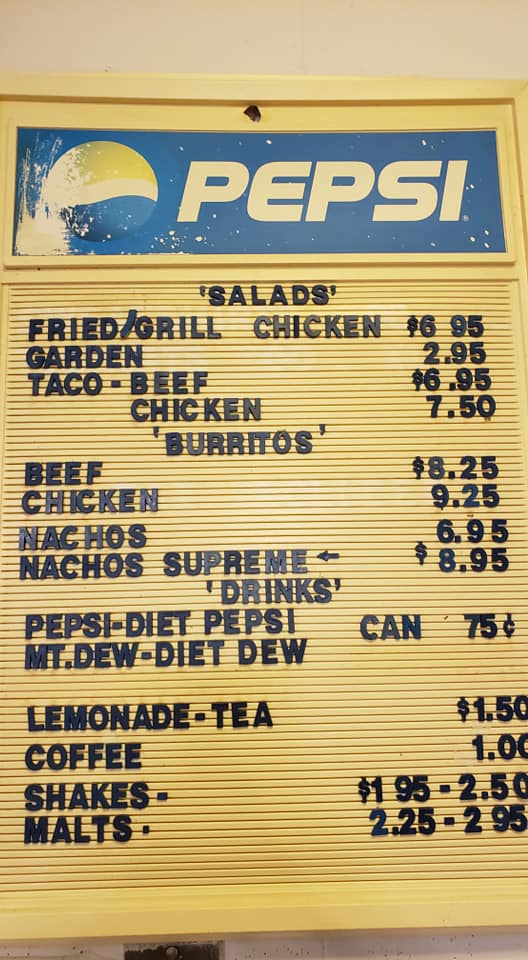 PEPSI
'SALADS'
FRIED/GRILL CHICKEN $6 95
GARDEN 2.95
TACO - BEEF $6.95
CHICKEN 7.50
'BURRITOS'
BEEF $8.25
CHICKEN 9.25
NACHOS 6.95
NACHOS SUPREME ← $8.95
'DRINKS'
PEPSI-DIET PEPSI CAN 75¢
MT.DEW-DIET DEW
LEMONADE-TEA $1.50
COFFEE 1.00
SHAKES- $1 95 - 2.50
MALTS - 2.25 - 2 95